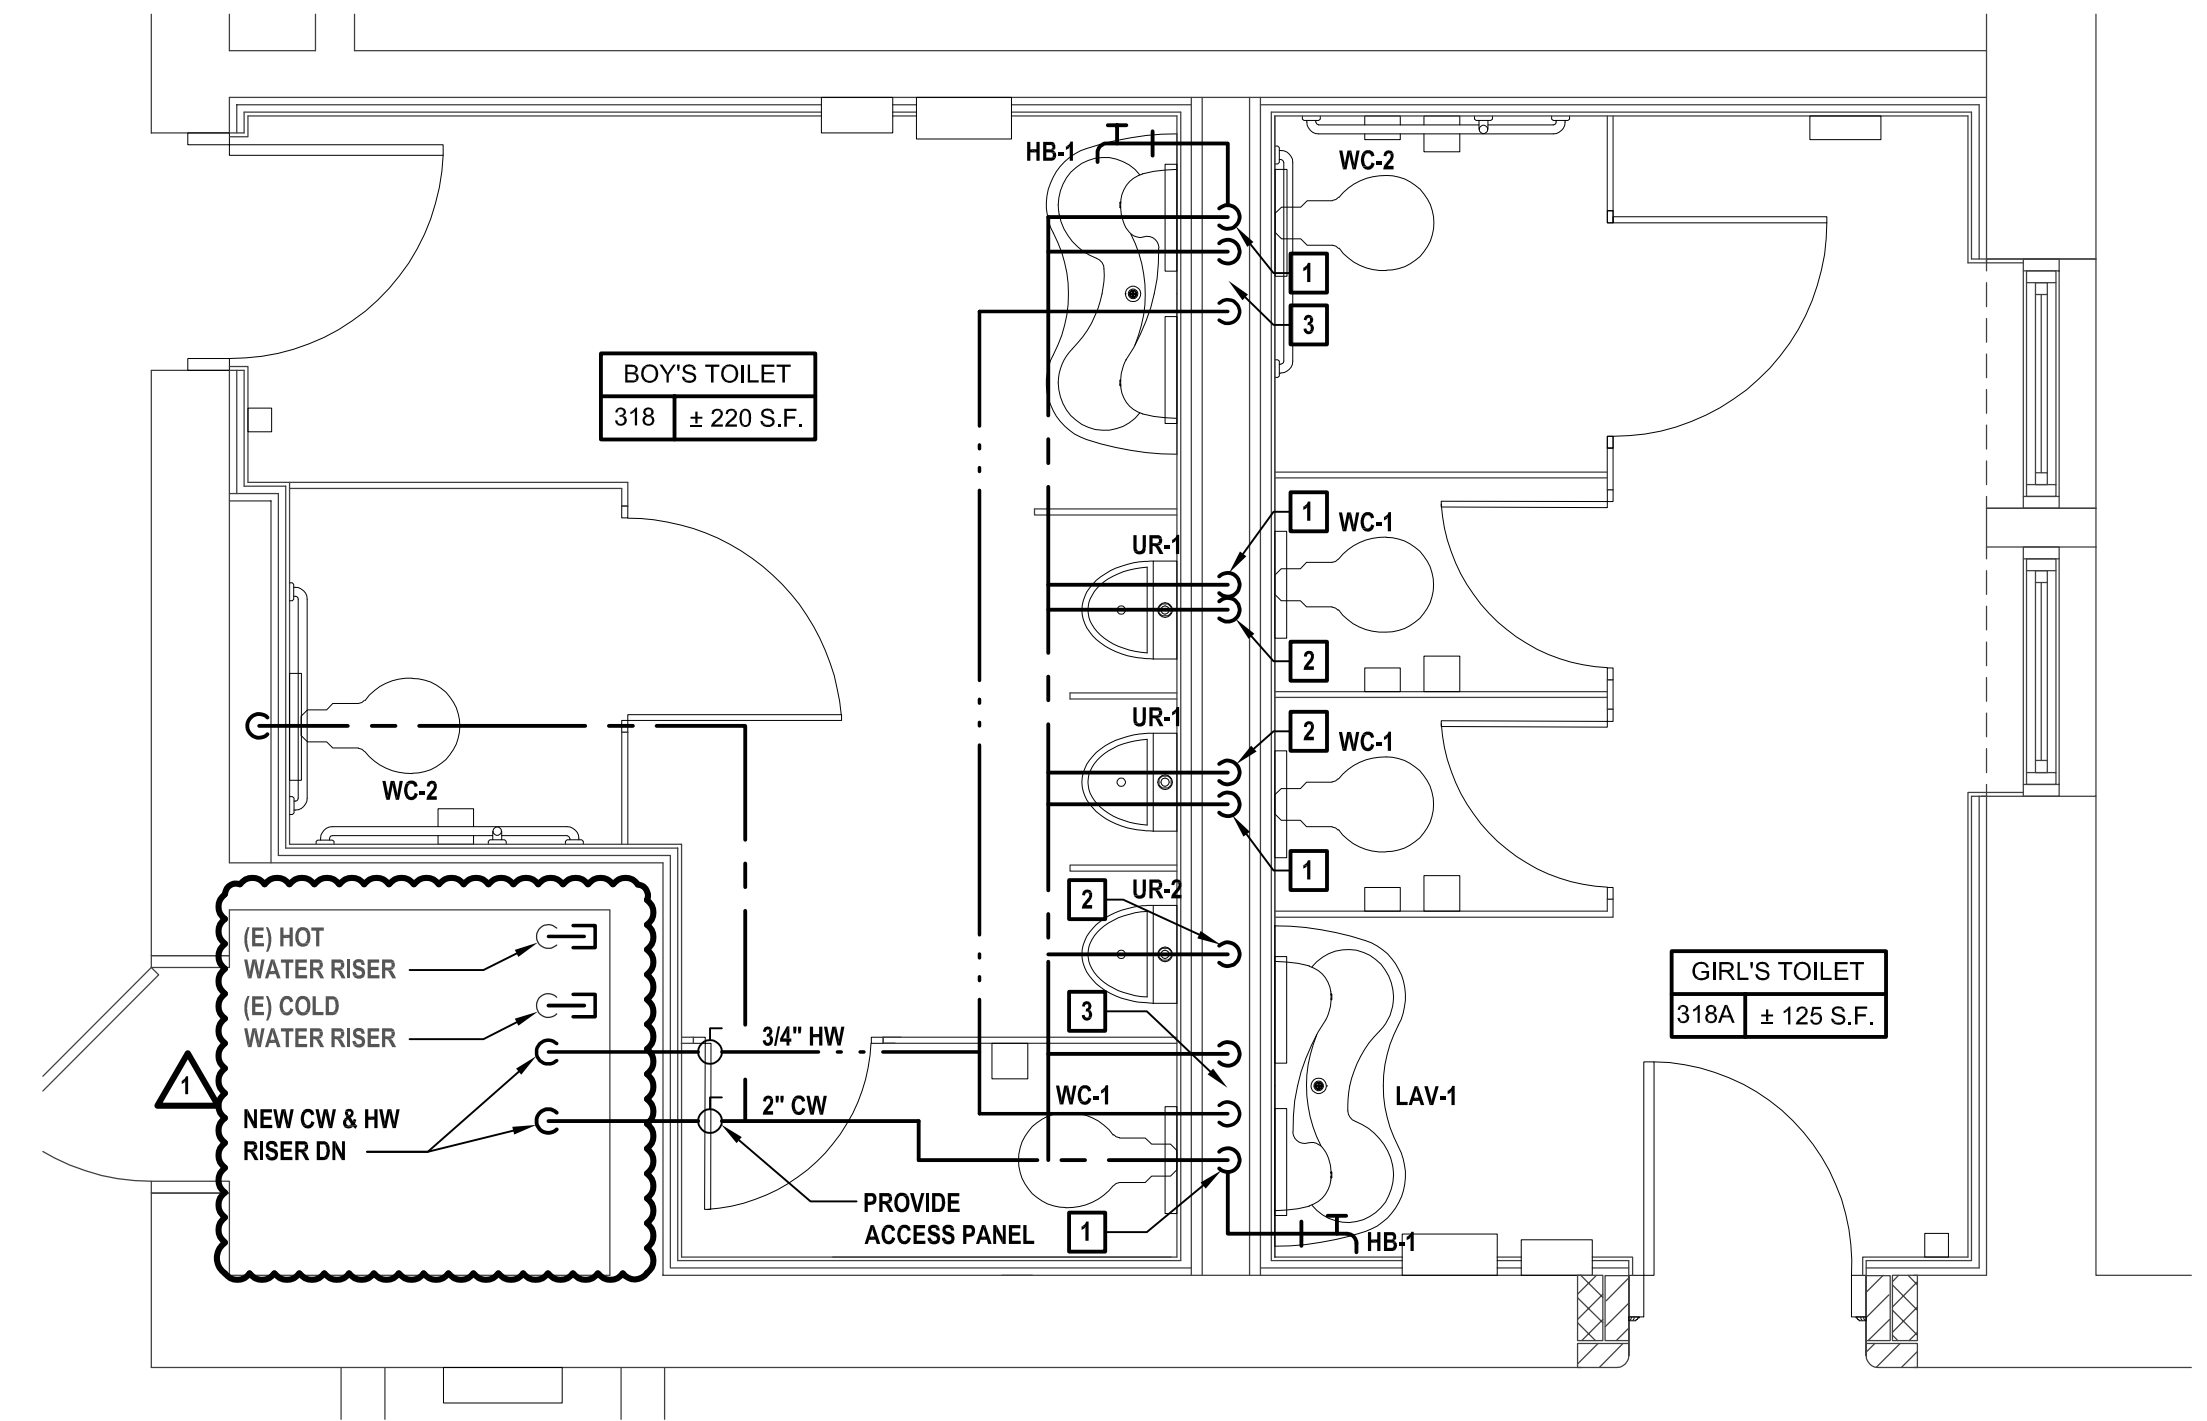 HB-1
WC-2
1
3
BOY'S TOILET
318
± 220 S.F.
1
WC-1
UR-1
2
UR-1
2
WC-1
WC-2
1
2
UR-2
(E) HOT
WATER RISER
(E) COLD
WATER RISER
3
GIRL'S TOILET
318A
± 125 S.F.
3/4" HW
1
NEW CW & HW
RISER DN
2" CW
WC-1
LAV-1
PROVIDE
ACCESS PANEL
1
HB-1